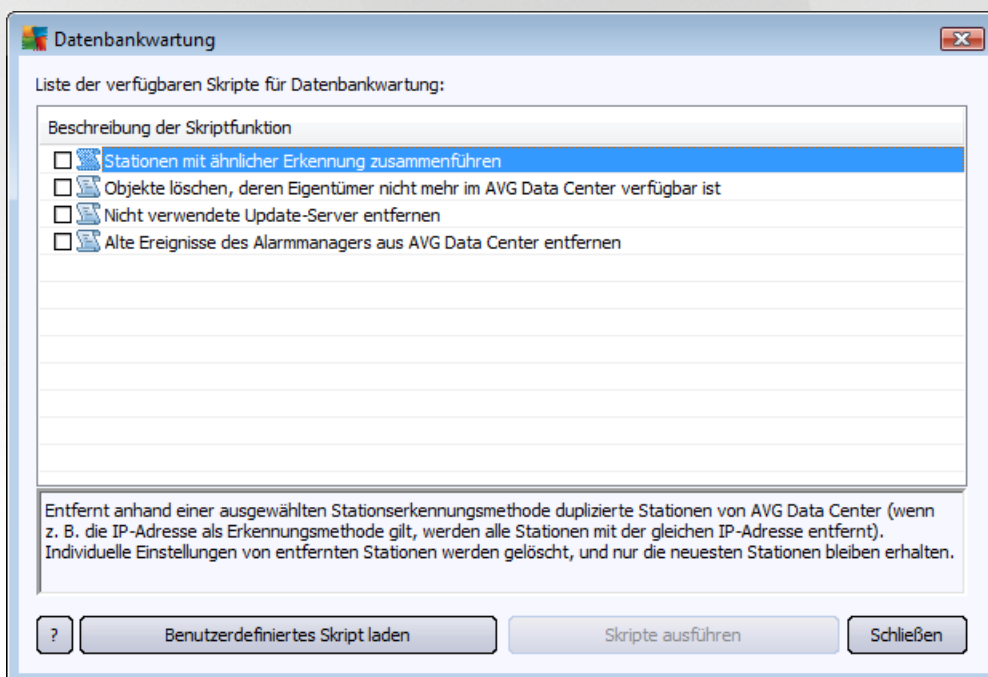 Datenbankwartung
Liste der verfügbaren Skripte für Datenbankwartung:
Beschreibung der Skriptfunktion
Stationen mit ähnlicher Erkennung zusammenführen
Objekte löschen, deren Eigentümer nicht mehr im AVG Data Center verfügbar ist
Nicht verwendete Update-Server entfernen
Alte Ereignisse des Alarmmanagers aus AVG Data Center entfernen
Entfernt anhand einer ausgewählten Stationserkennungsmethode duplizierte Stationen von AVG Data Center (wenn
z. B. die IP-Adresse als Erkennungsmethode gilt, werden alle Stationen mit der gleichen IP-Adresse entfernt).
Individuelle Einstellungen von entfernten Stationen werden gelöscht, und nur die neuesten Stationen bleiben erhalten.
? Benutzerdefiniertes Skript laden Skripte ausführen Schließen